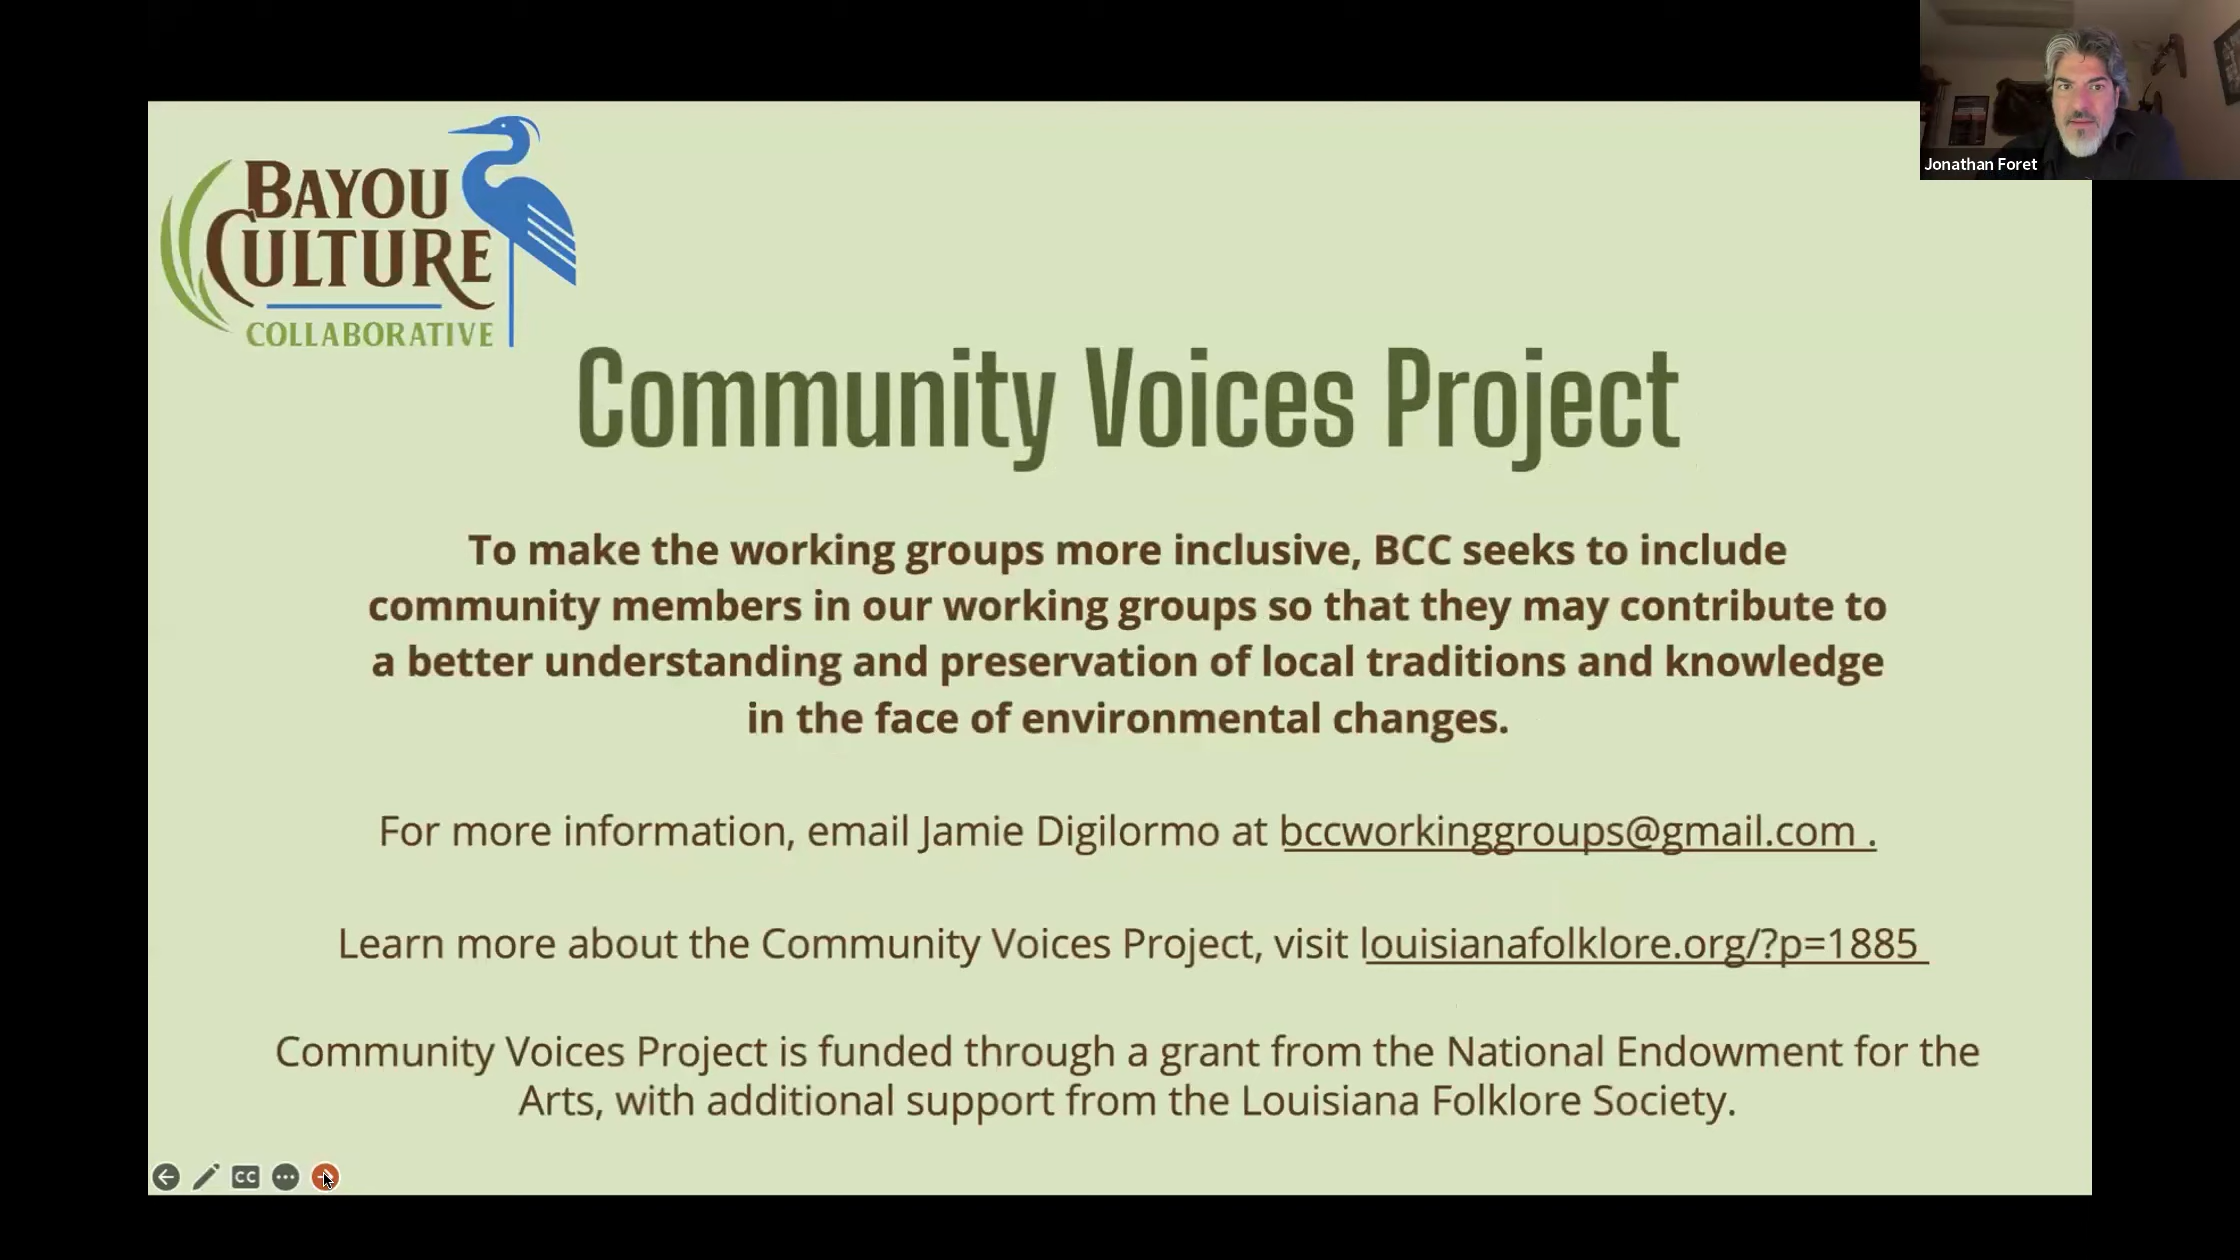 Jonathan Foret
BAYOU
CULTURE
COLLABORATIVE
Community Voices Project
To make the working groups more inclusive, BCC seeks to include
community members in our working groups so that they may contribute to
a better understanding and preservation of local traditions and knowledge
in the face of environmental changes.
For more information, email Jamie Digilormo at bccworkinggroups@gmail.com .
Learn more about the Community Voices Project, visit louisianafolklore.org/?p=1885
Community Voices Project is funded through a grant from the National Endowment for the
Arts, with additional support from the Louisiana Folklore Society.
CC